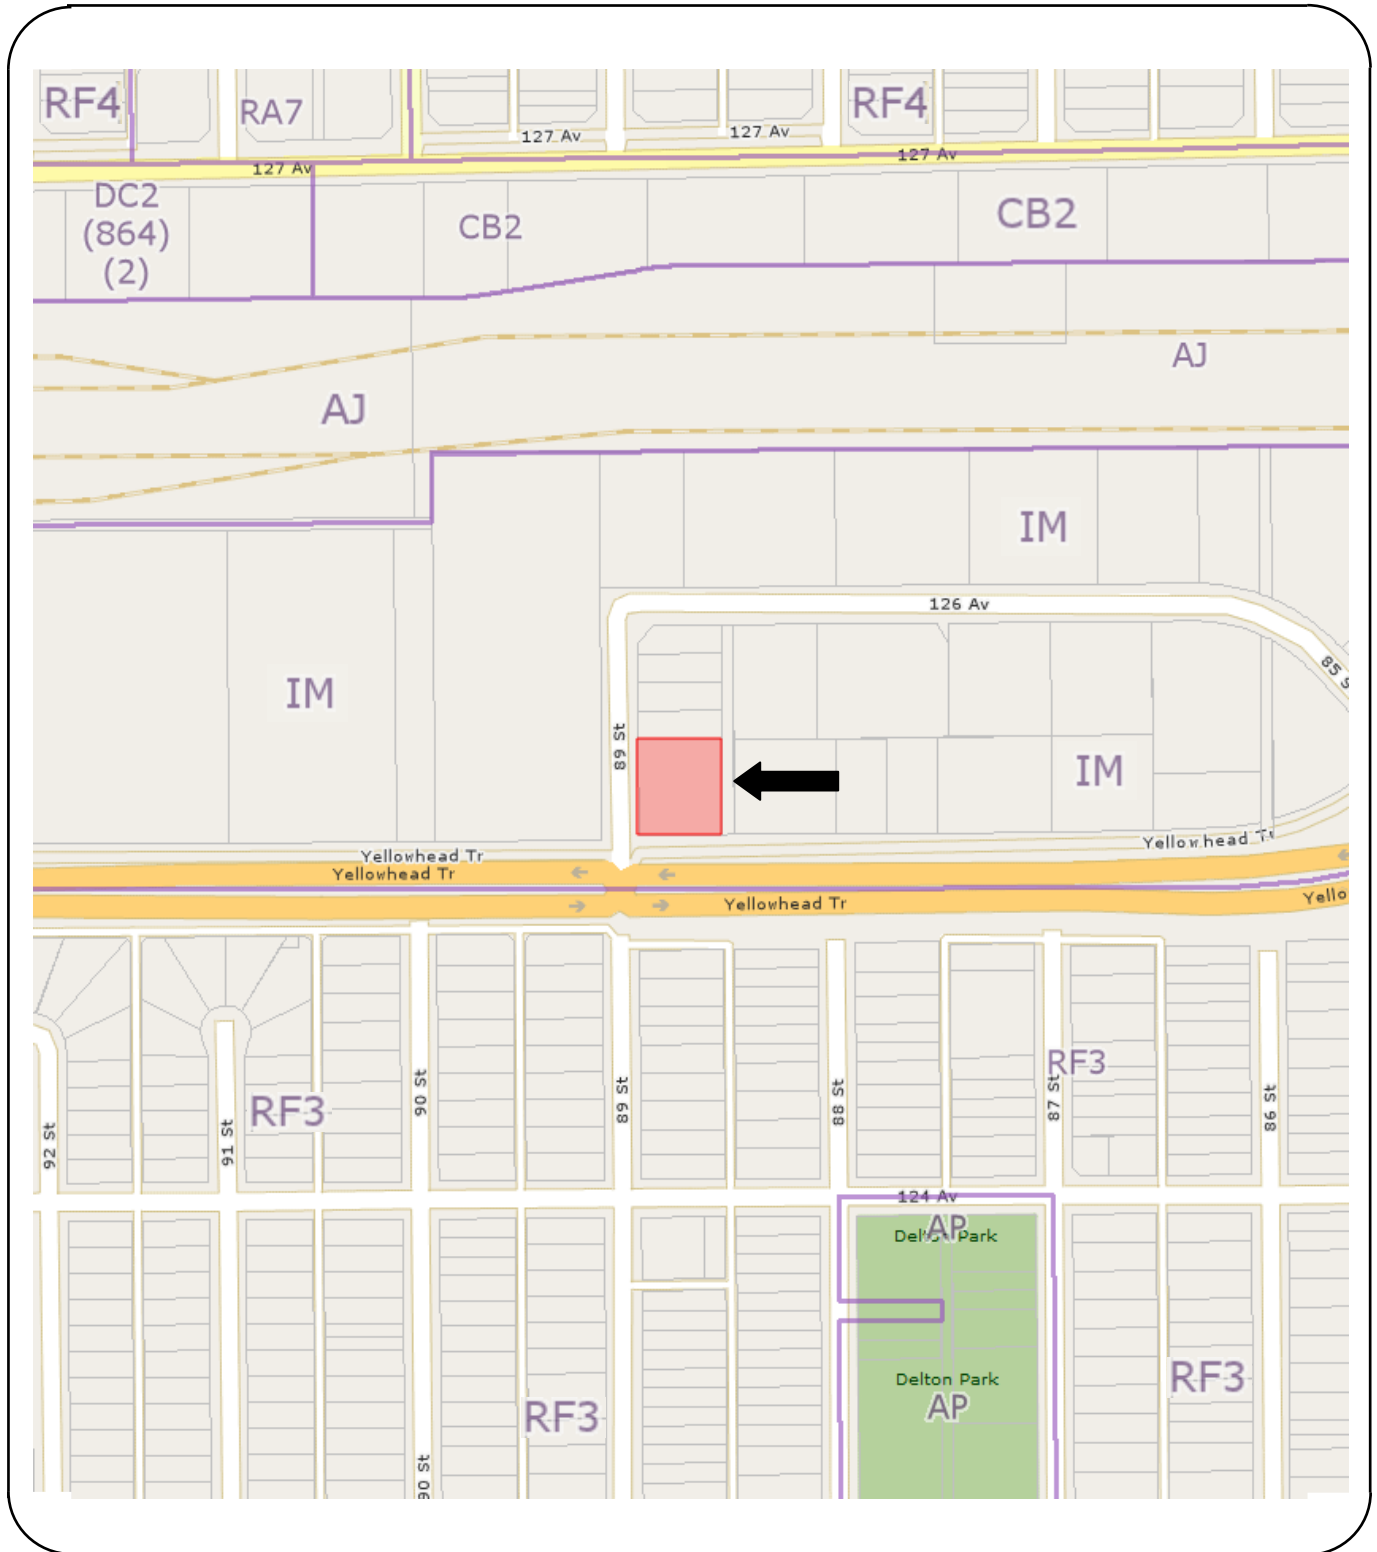 RF4
RA7
RF4
127 Av
127 Av
127 Av
127 Av
DC2
(864)
(2)
CB2
CB2
AJ
AJ
IM
126 Av
85 S
IM
89 St
IM
Yellowhead Tr
Yellowhead Tr
Yellowhead Tr
Yellowhead Tr
Yello
RF3
90 St
89 St
88 St
87 St
86 St
RF3
91 St
92 St
124 Av
AP
Delton Park
Delton Park
AP
RF3
RF3
90 St